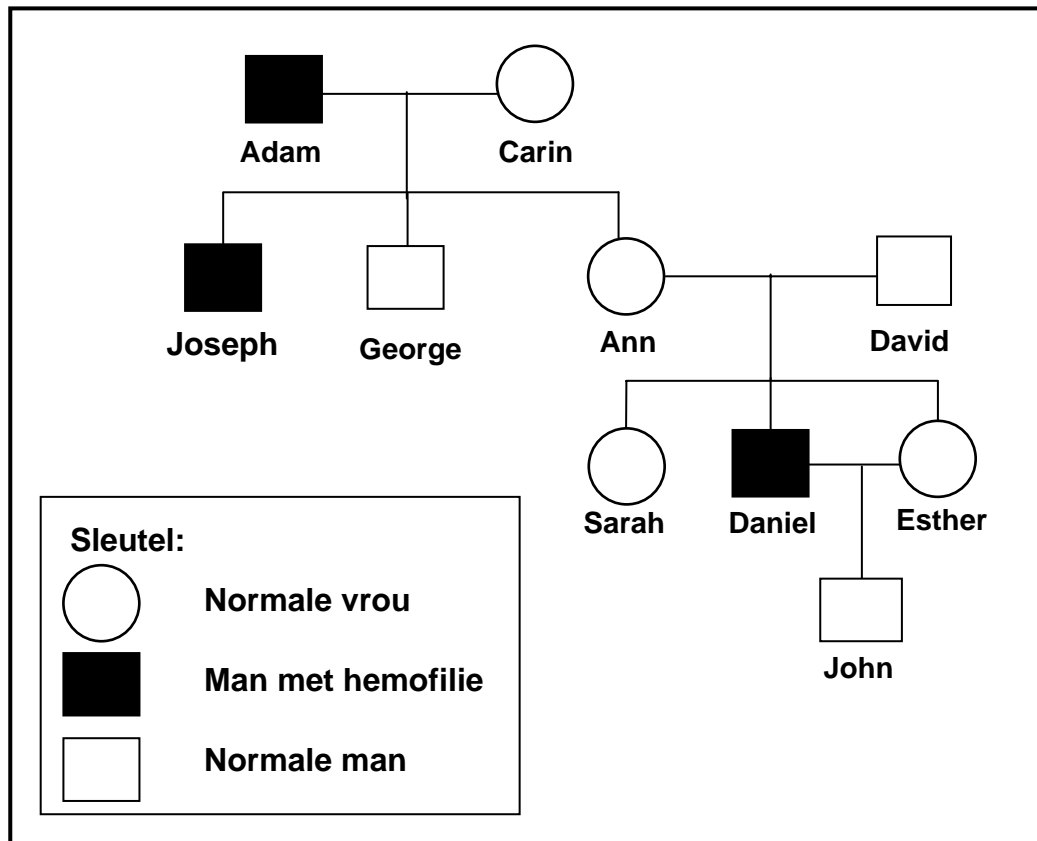 Adam
Carin
Joseph
George
Ann
David
Sarah
Daniel
Esther
John
Sleutel:
Normale vrou
Man met hemofilie
Normale man